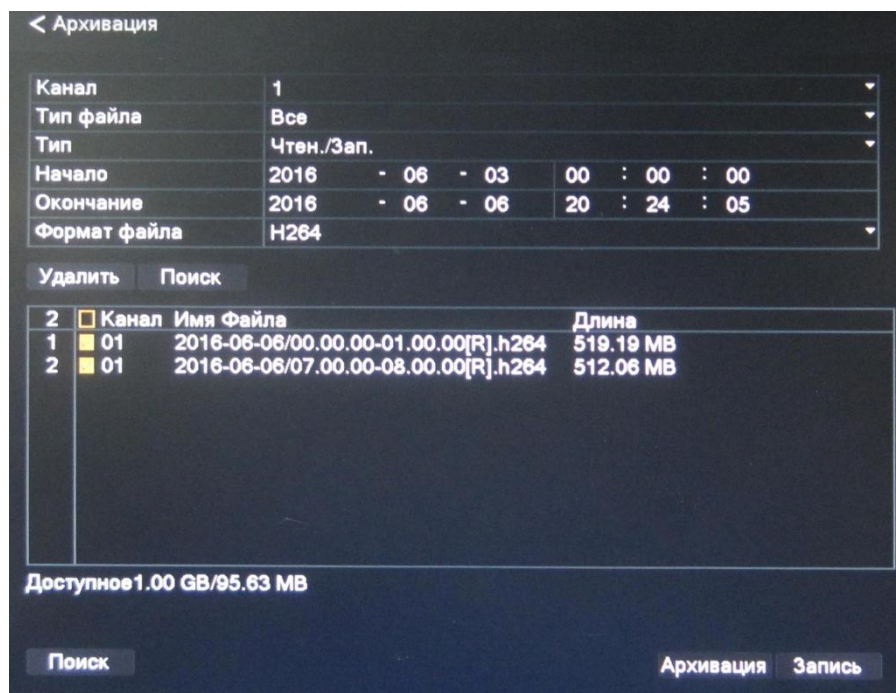 < Архивация
Канал 1
Тип файла Все
Тип Чтен./Зап.
Начало 2016 - 06 - 03 00 : 00 : 00
Окончание 2016 - 06 - 06 20 : 24 : 05
Формат файла H264
Удалить Поиск
2 Канал Имя Файла Длина
1 01 2016-06-06/00.00.00-01.00.00[R].h264 519.19 MB
2 01 2016-06-06/07.00.00-08.00.00[R].h264 512.06 MB
Доступное1.00 GB/95.63 MB
Поиск Архивация Запись